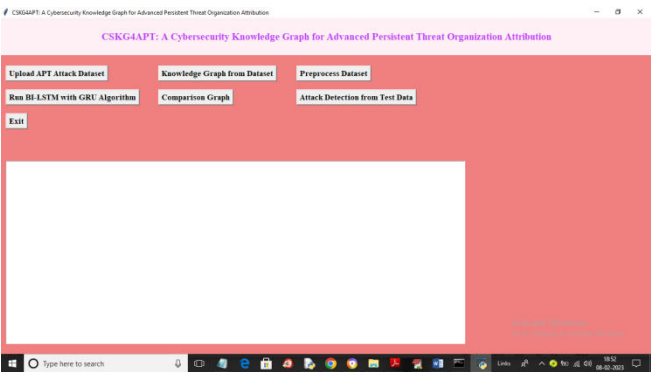 CSKG4APT: A Cybersecurity Knowledge Graph for Advanced Persistent Threat Organization Attribution
CSKG4APT: A Cybersecurity Knowledge Graph for Advanced Persistent Threat Organization Attribution
Upload APT Attack Dataset Knowledge Graph from Dataset Preprocess Dataset
Run BI-LSTM with GRU Algorithm Comparison Graph Attack Detection from Test Data
Exit
Type here to search Links 18:52
08-02-2023